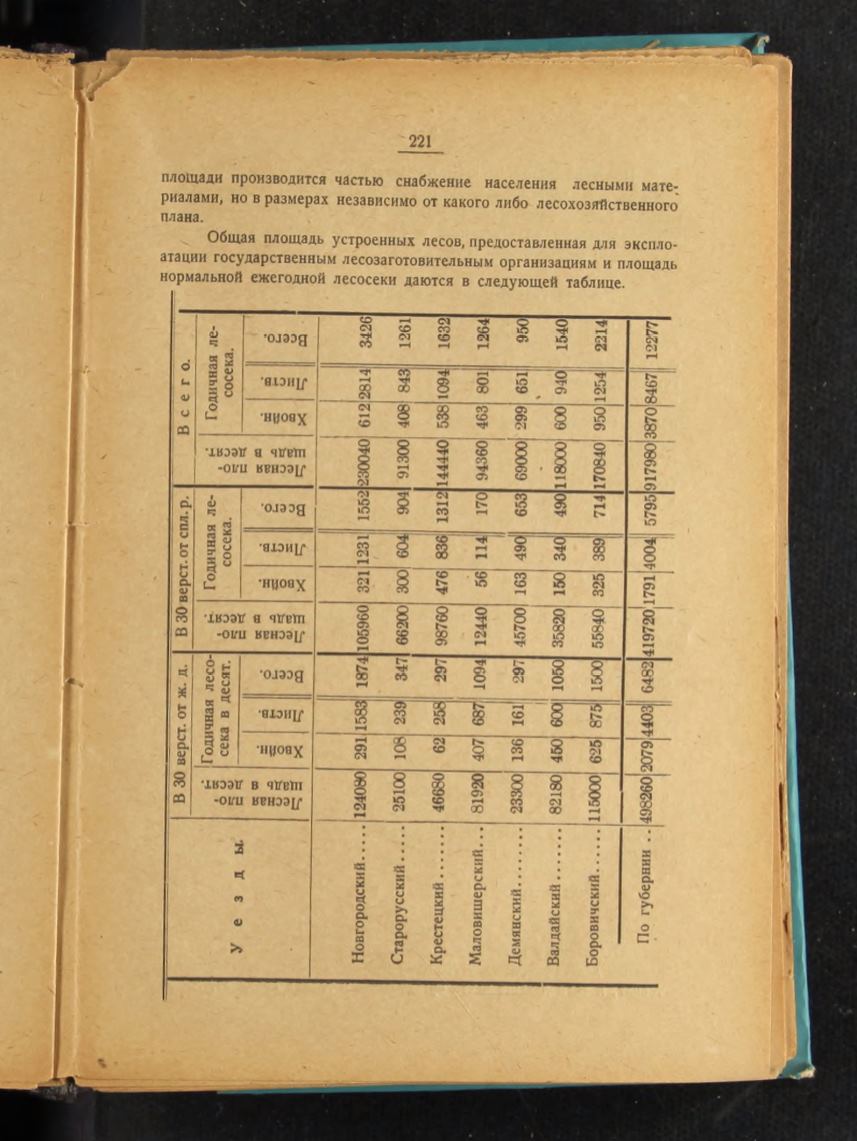 221
площади производится частью снабжение населения лесными мате-
риалами, но в размерах независимо от какого либо лесохозяйственного
плана.
Общая площадь устроенных лесов, предоставленная для экспло-
атации государственным лесозаготовительным организациям и площадь
нормальной ежегодной лесосеки даются в следующей таблице.
Уезды. В 30 верст. от ж. д. В 30 верст. от спл. р. Всего.
Лесная пло-
щадь в десят. Годичная лесо-
сека в десят. Лесная пло-
щадь в десят. Годичная ле-
сосека. Лесная пло-
щадь в десят. Годичная ле-
сосека.
Хвойн. Листв. Всего. Хвойн. Листв. Всего. Хвойн. Листв. Всего.
Новгородский..... 124080 291 1583 1874 105960 321 1231 1552 230040 612 2814 3426
Старорусский..... 25100 108 239 347 66200 300 604 904 91300 408 843 1261
Крестецкий....... 46680 62 258 297 98760 476 836 1312 144440 538 1094 1632
Маловишерский... 81920 407 687 1094 12440 56 114 170 94360 463 801 1264
Демянский........ 23300 136 161 297 45700 163 490 653 69000 299 651 950
Валдайский....... 82180 450 600 1050 35820 150 340 490 118000 600 940 1540
Боровичский...... 115000 625 875 1500 55840 325 389 714 170840 950 1254 2214
По губернии .. 498260 2079 4403 6482 419720 1791 4004 5795 917980 3870 8467 12277